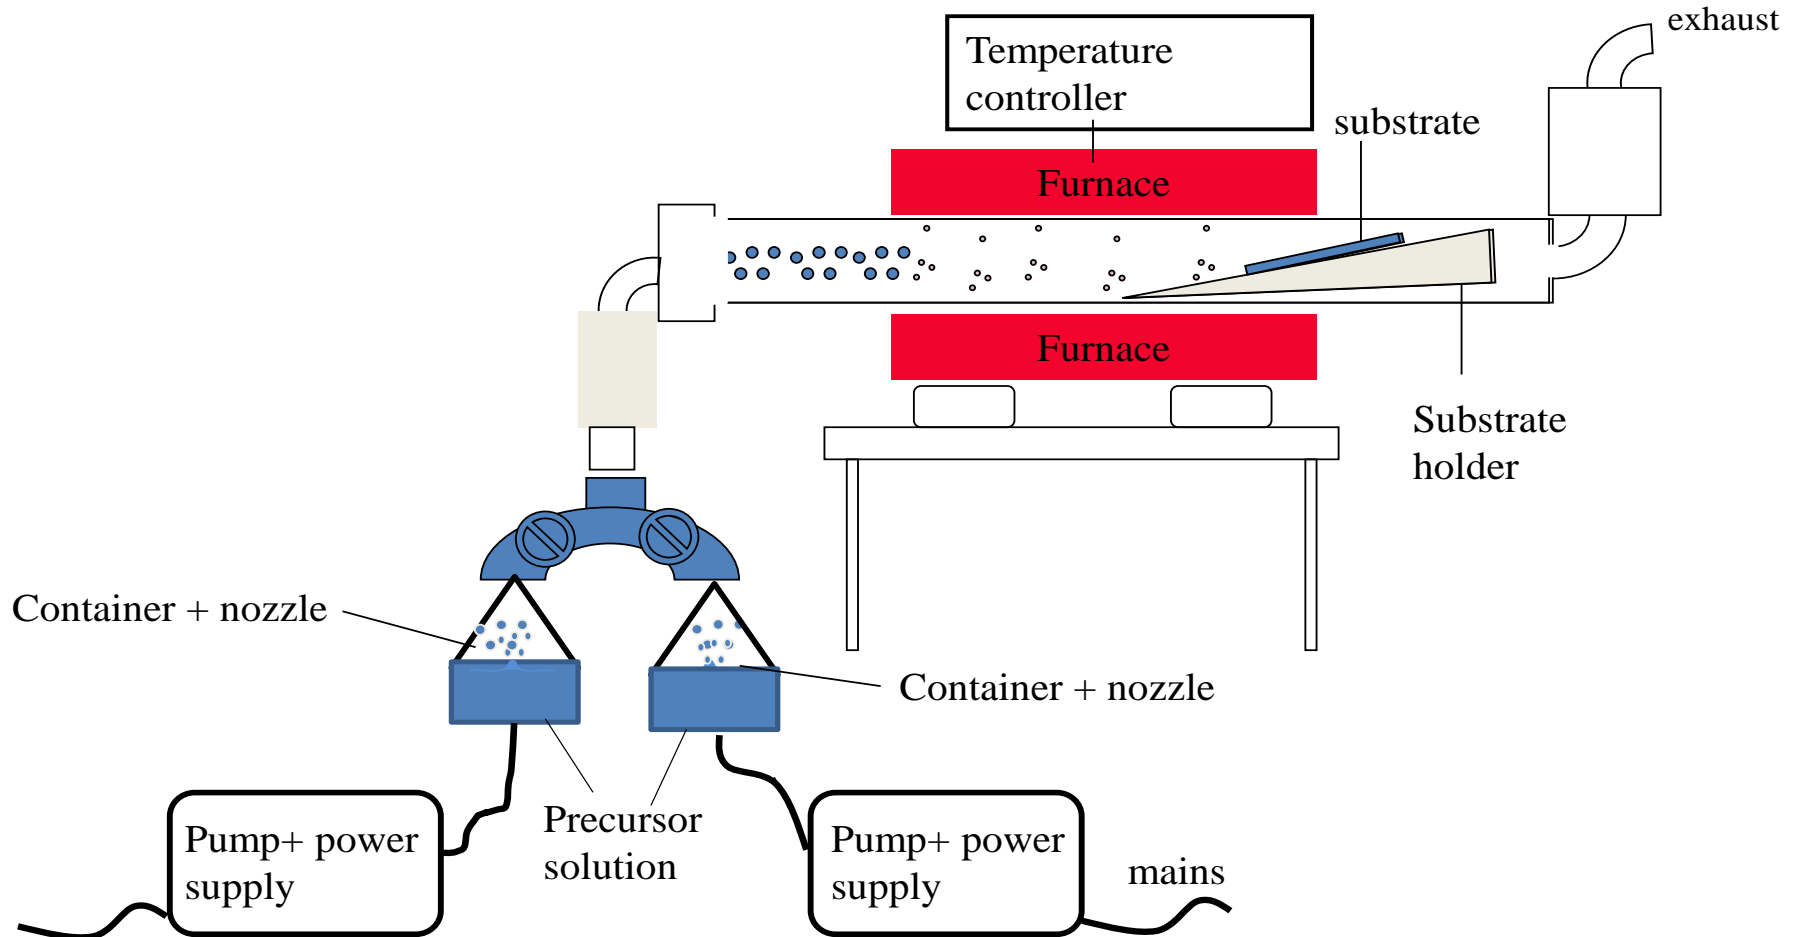 exhaust
Temperature
controller
substrate
Furnace
Furnace
Substrate
holder
Container + nozzle
Container + nozzle
Precursor
solution
Pump+ power
supply
Pump+ power
supply
mains